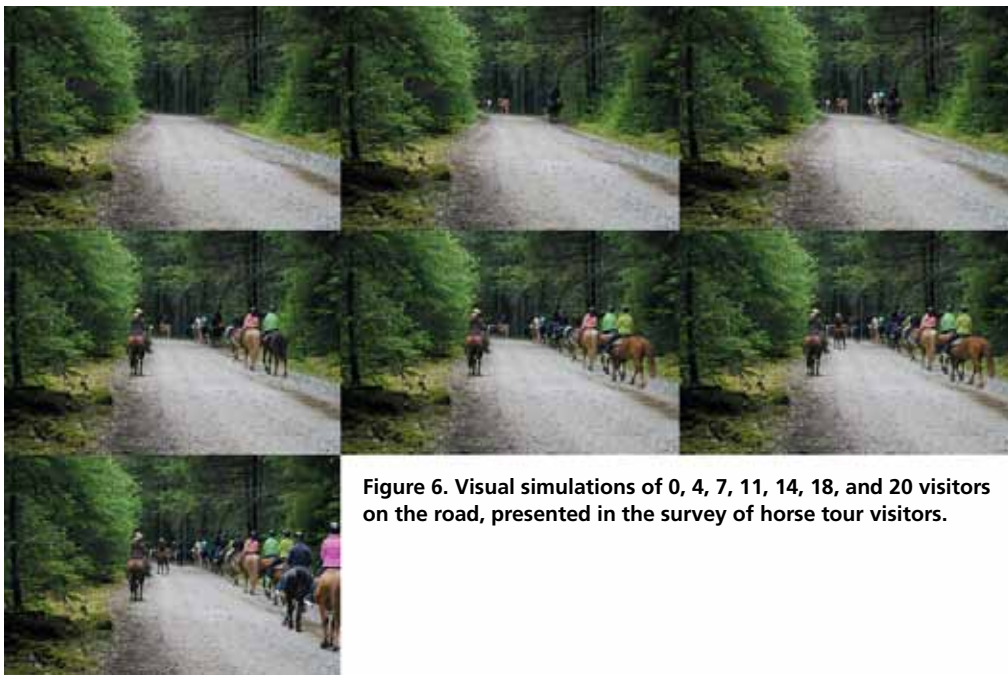 Figure 6. Visual simulations of 0, 4, 7, 11, 14, 18, and 20 visitors
on the road, presented in the survey of horse tour visitors.